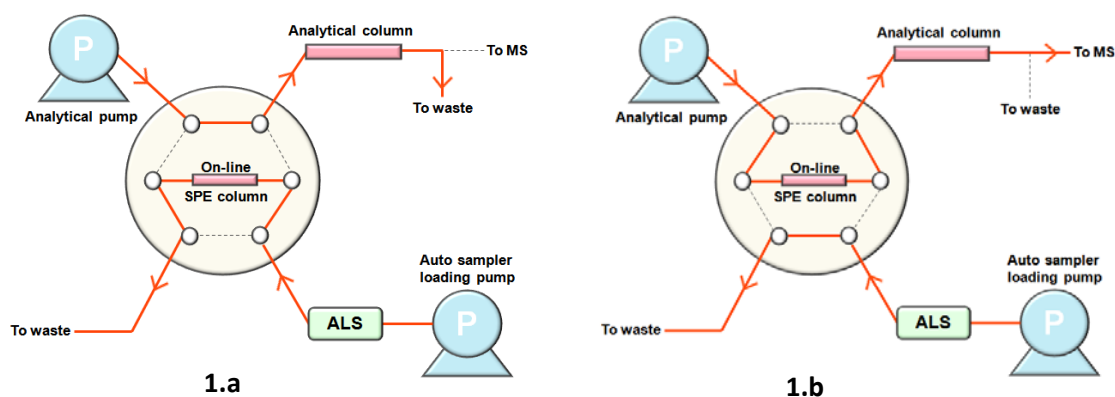 P
Analytical pump
Analytical column
To MS
To waste
On-line
SPE column
Auto sampler
loading pump
To waste
ALS
P
1.a
P
Analytical pump
Analytical column
To MS
To waste
On-line
SPE column
Auto sampler
loading pump
To waste
ALS
P
1.b